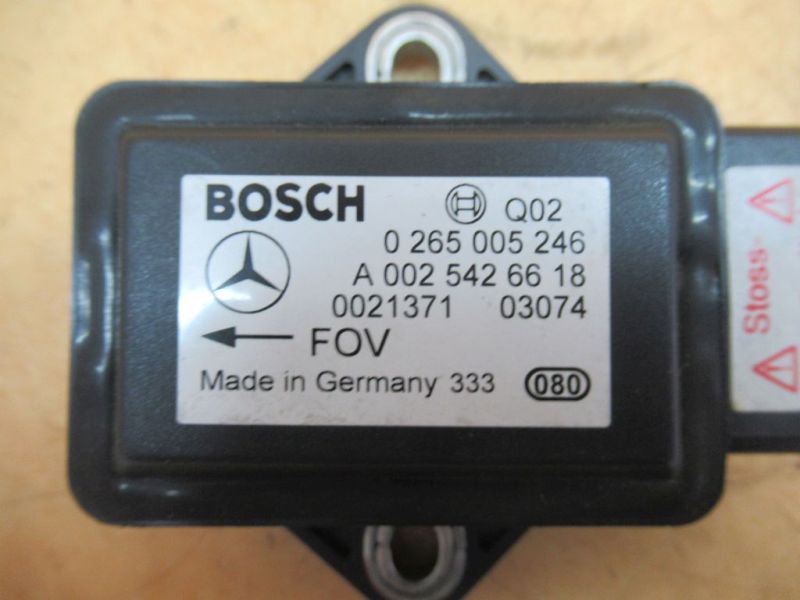 BOSCH Q02
0 265 005 246
A 002 542 66 18
0021371 03074
FOV
Made in Germany 333 080
Stoss-